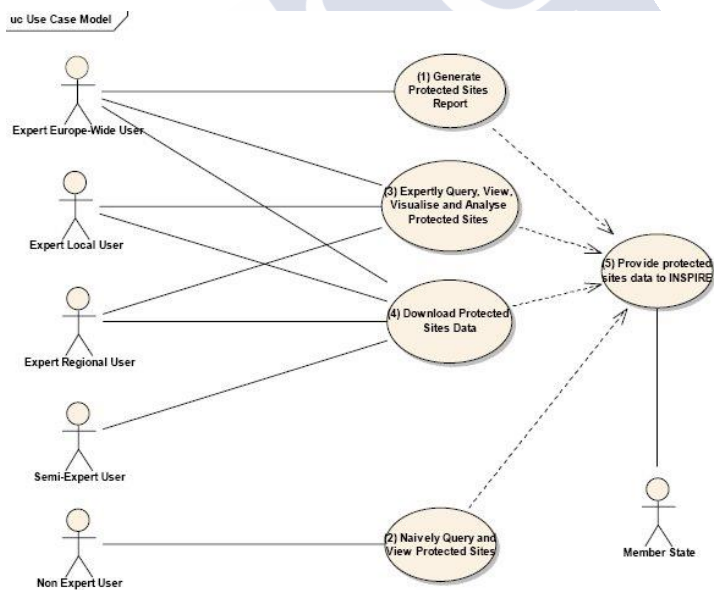 uc Use Case Model
(1) Generate
Protected Sites
Report
Expert Europe-Wide User
(3) Expertly Query, View,
Visualise and Analyse
Protected Sites
Expert Local User
(5) Provide protected
sites data to INSPIRE
(4) Download Protected
Sites Data
Expert Regional User
Semi-Expert User
(2) Naively Query and
View Protected Sites
Member State
Non Expert User